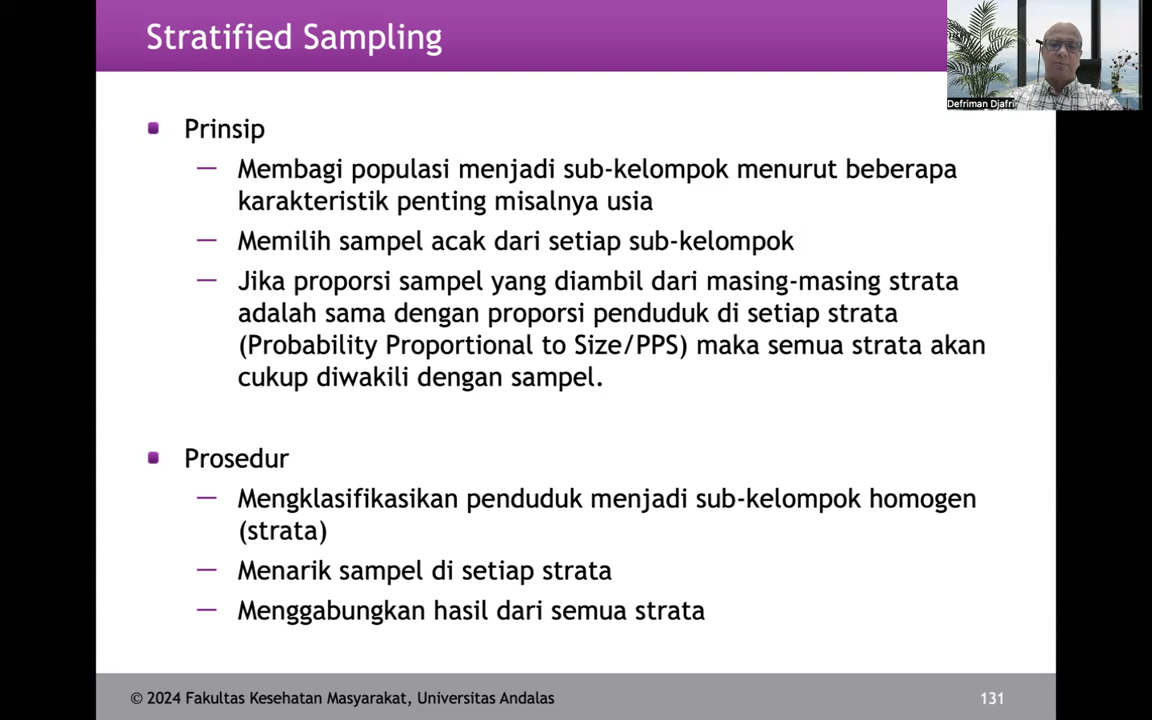 Stratified Sampling
Defriman Djafri
Prinsip
— Membagi populasi menjadi sub-kelompok menurut beberapa
karakteristik penting misalnya usia
— Memilih sampel acak dari setiap sub-kelompok
— Jika proporsi sampel yang diambil dari masing-masing strata
adalah sama dengan proporsi penduduk di setiap strata
(Probability Proportional to Size/PPS) maka semua strata akan
cukup diwakili dengan sampel.
Prosedur
— Mengklasifikasikan penduduk menjadi sub-kelompok homogen
(strata)
— Menarik sampel di setiap strata
— Menggabungkan hasil dari semua strata
© 2024 Fakultas Kesehatan Masyarakat, Universitas Andalas
131